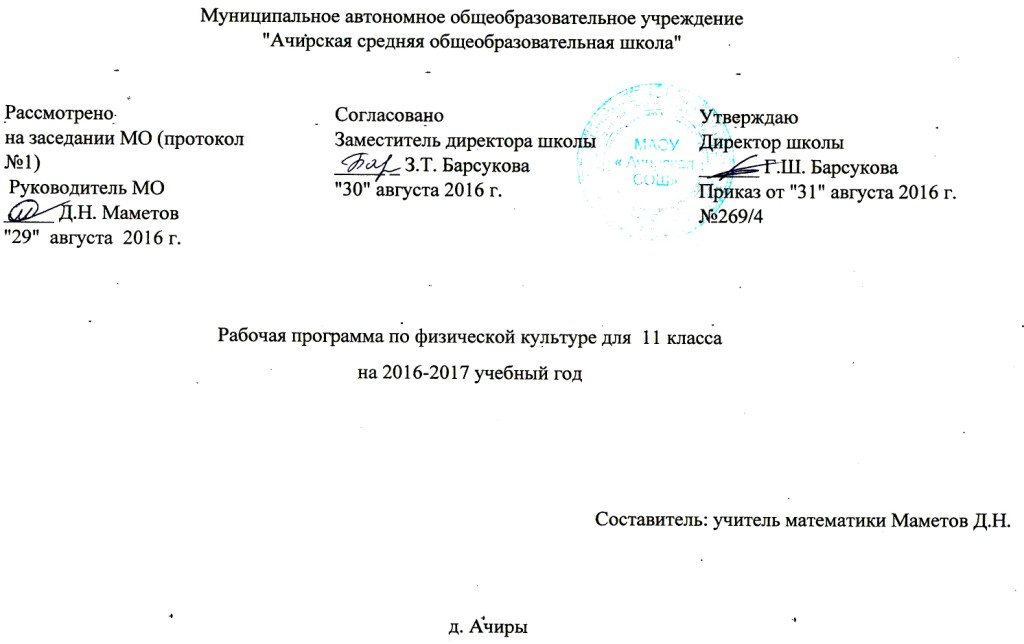 Муниципальное автономное общеобразовательное учреждение
"Ачирская средняя общеобразовательная школа"
Рассмотрено
на заседании МО (протокол
№1)
Руководитель МО
Д.Н. Маметов
"29" августа 2016 г.
Согласовано
Заместитель директора школы
З.Т. Барсукова
"30" августа 2016 г.
МАОУ
СОШ»
Утверждаю
Директор школы
Г.Ш. Барсукова
Приказ от "31" августа 2016 г.
№269/4
Рабочая программа по физической культуре для 11 класса
на 2016-2017 учебный год
Составитель: учитель математики Маметов Д.Н.
д. Ачиры